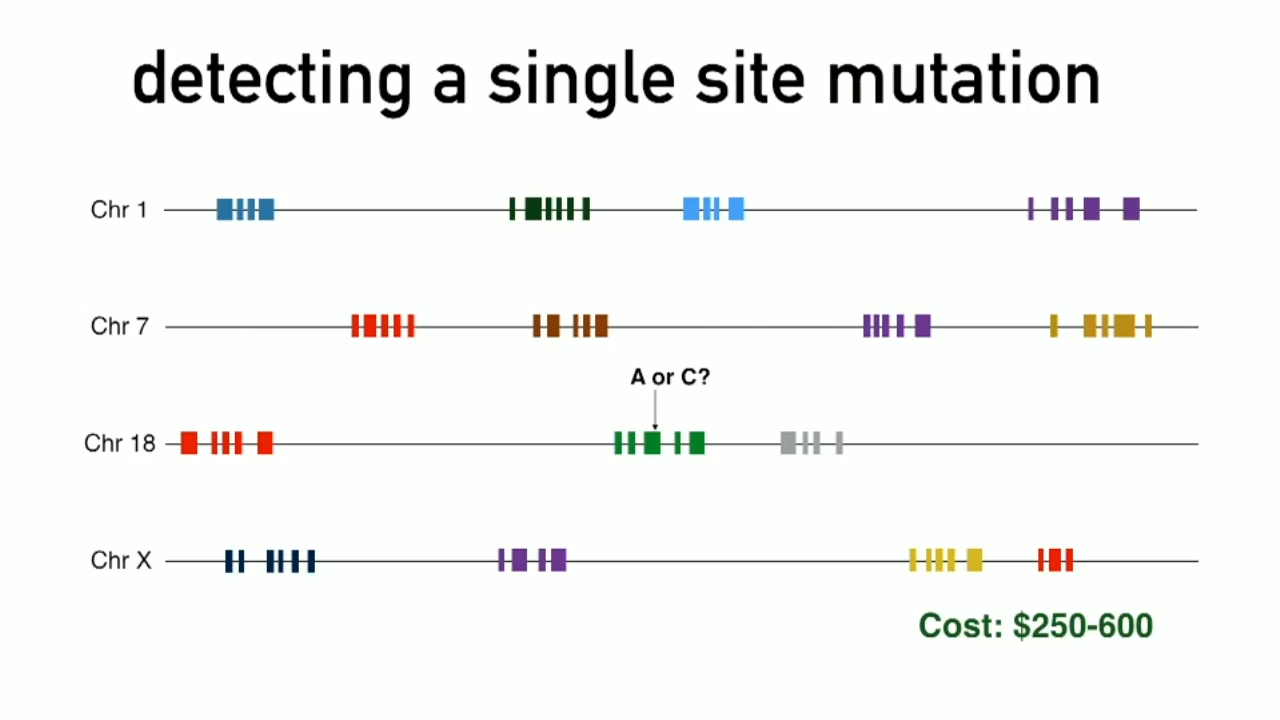 detecting a single site mutation
Chr 1
Chr 7
A or C?
Chr 18
Chr X
Cost: $250-600